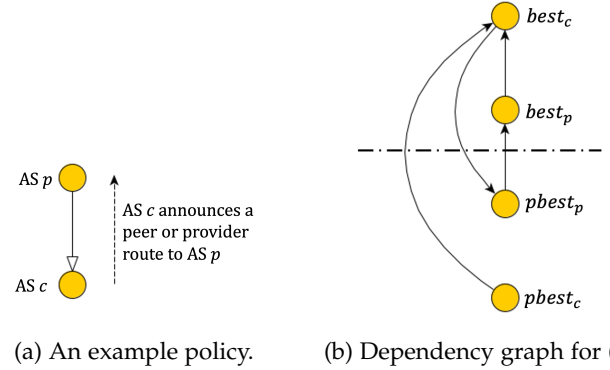 best_c
best_p
AS p
AS c announces a
peer or provider
route to AS p
pbest_p
AS c
pbest_c
(a) An example policy.
(b) Dependency graph for (